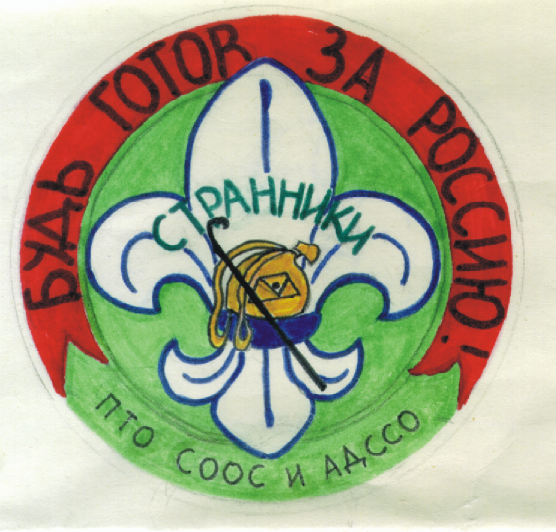 БУДЬ ГОТОВ ЗА РОССИЮ!
СТРАННИКИ
ПТО СООС И АДССО